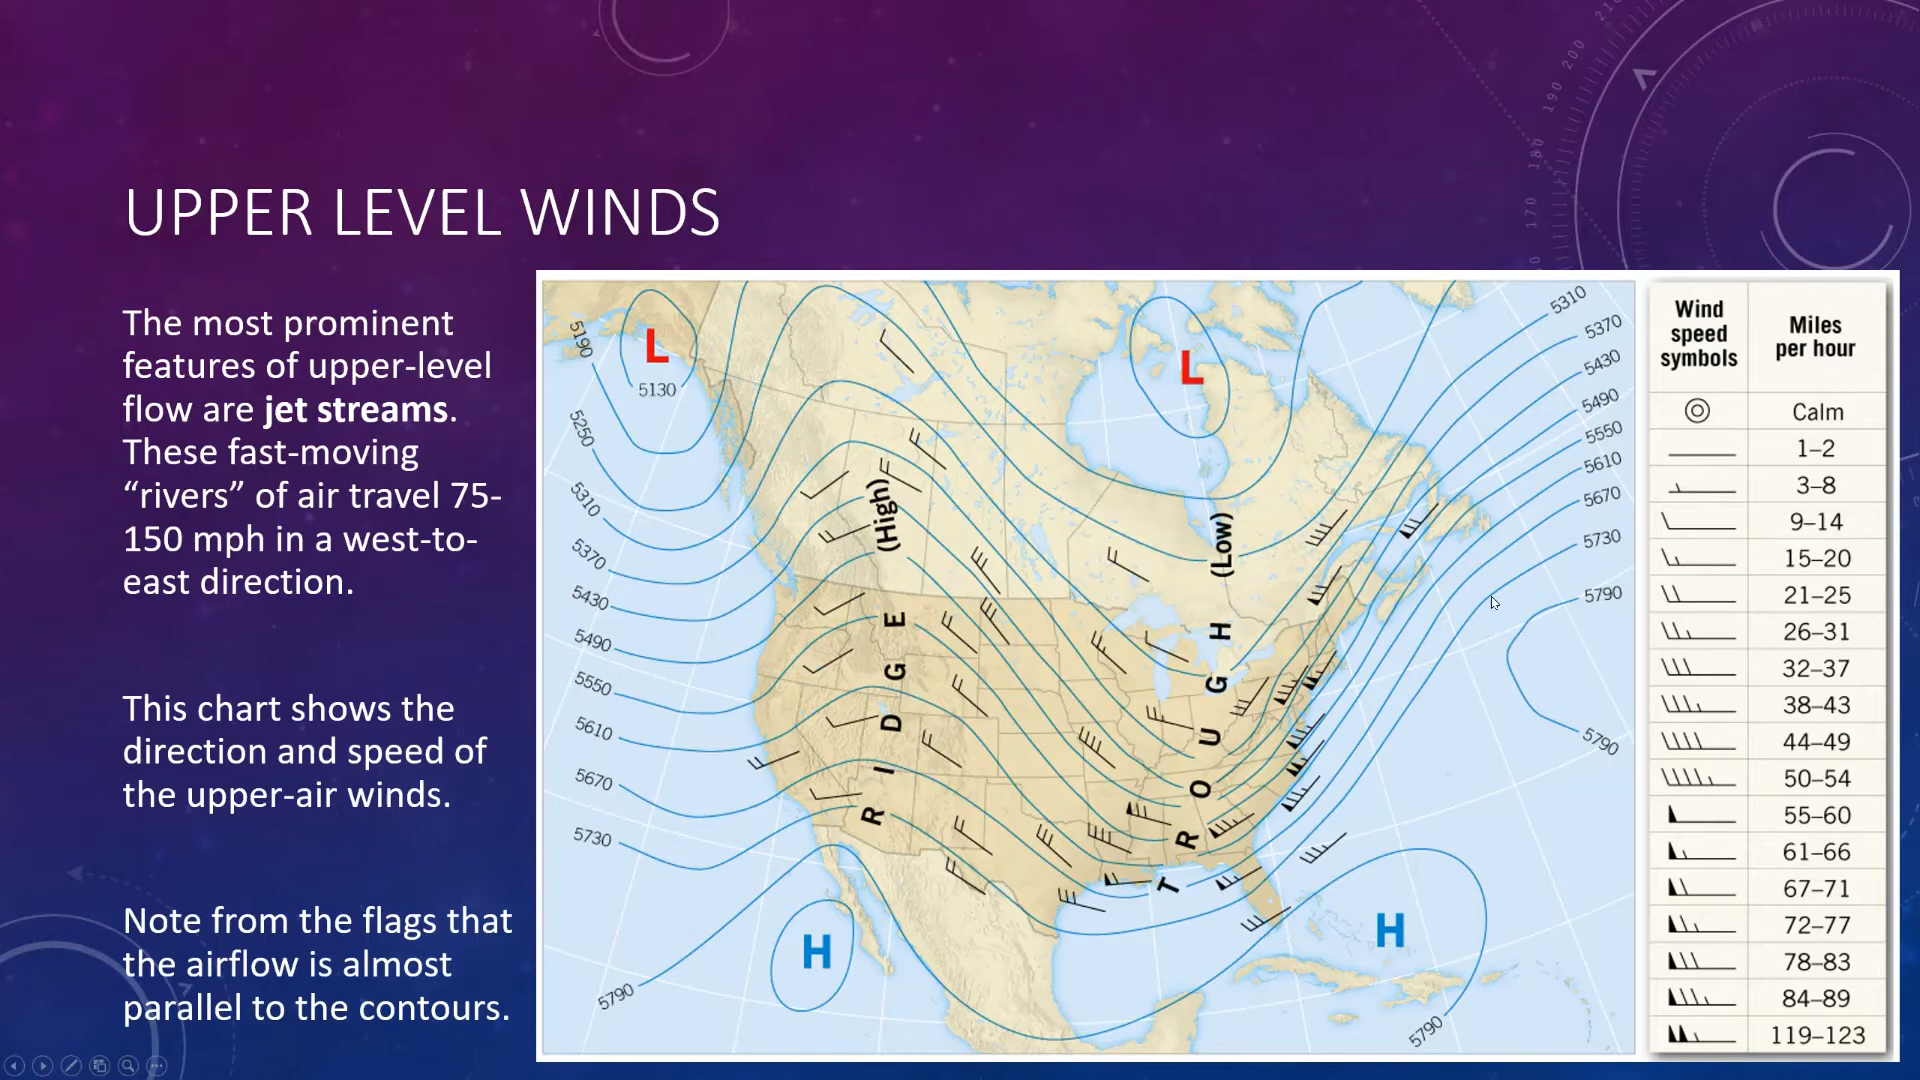 UPPER LEVEL WINDS
The most prominent
features of upper-level
flow are jet streams.
These fast-moving
“rivers” of air travel 75-
150 mph in a west-to-
east direction.
This chart shows the
direction and speed of
the upper-air winds.
Note from the flags that
the airflow is almost
parallel to the contours.
L
5130
5190
5250
5310
5370
5430
5490
5550
5610
5670
5730
5790
H
RIDGE
(High)
L
TROUGH
(Low)
H
5790
5310
5370
5430
5490
5550
5610
5670
5730
5790
5790
Wind
speed
symbols
Miles
per hour
Calm
1–2
3–8
9–14
15–20
21–25
26–31
32–37
38–43
44–49
50–54
55–60
61–66
67–71
72–77
78–83
84–89
119–123
170
180
190
200